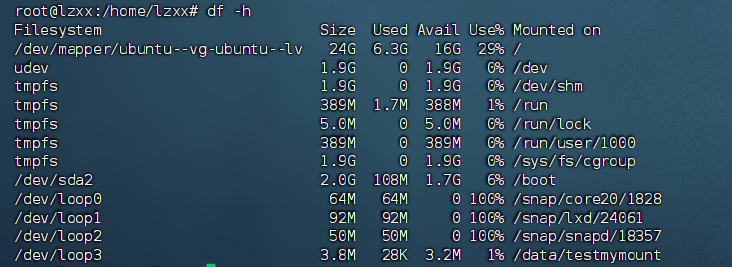 root@lzxx:/home/lzxx# df -h
Filesystem Size Used Avail Use% Mounted on
/dev/mapper/ubuntu--vg-ubuntu--lv 24G 6.3G 16G 29% /
udev 1.9G 0 1.9G 0% /dev
tmpfs 1.9G 0 1.9G 0% /dev/shm
tmpfs 389M 1.7M 388M 1% /run
tmpfs 5.0M 0 5.0M 0% /run/lock
tmpfs 389M 0 389M 0% /run/user/1000
tmpfs 1.9G 0 1.9G 0% /sys/fs/cgroup
/dev/sda2 2.0G 108M 1.7G 6% /boot
/dev/loop0 64M 64M 0 100% /snap/core20/1828
/dev/loop1 92M 92M 0 100% /snap/lxd/24061
/dev/loop2 50M 50M 0 100% /snap/snapd/18357
/dev/loop3 3.8M 28K 3.2M 1% /data/testmymount